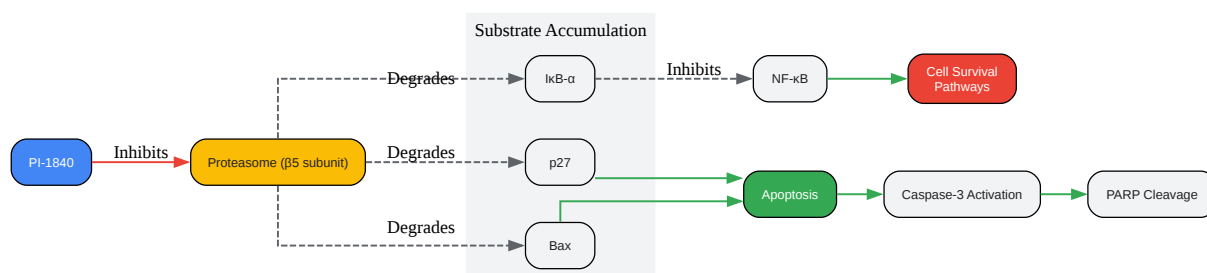 Substrate Accumulation
Degrades
IκB-α
Inhibits
NF-κB
Cell Survival
Pathways
PI-1840
Inhibits
Proteasome (β5 subunit)
Degrades
p27
Apoptosis
Caspase-3 Activation
PARP Cleavage
Degrades
Bax